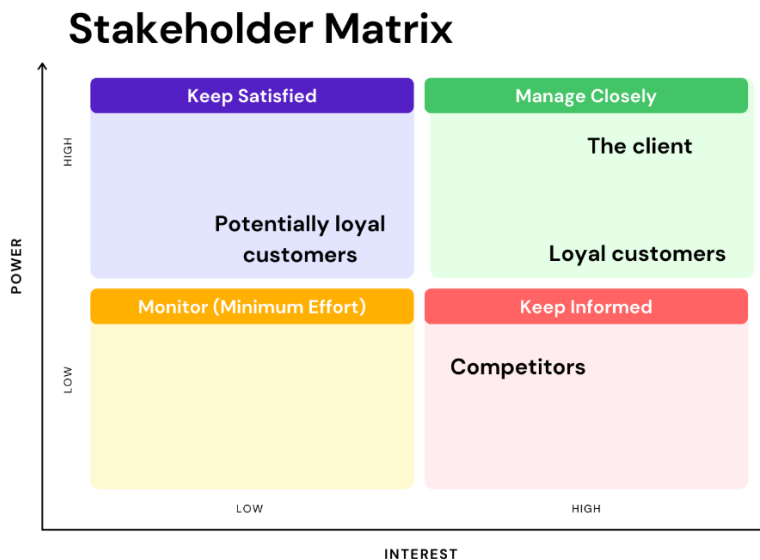 Stakeholder Matrix
Keep Satisfied
Manage Closely
HIGH
The client
Potentially loyal
customers
Loyal customers
POWER
Monitor (Minimum Effort)
Keep Informed
LOW
Competitors
LOW
HIGH
INTEREST